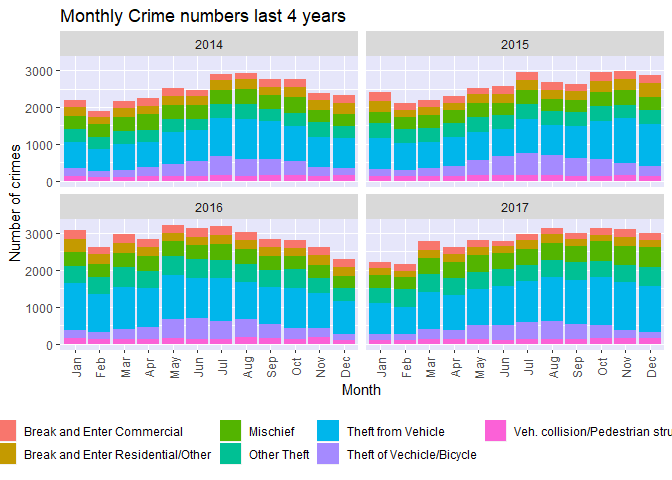 Monthly Crime numbers last 4 years
2014
2015
3000
2000
1000
0
2016
2017
3000
2000
1000
0
Number of crimes
Jan Feb Mar Apr May Jun Jul Aug Sep Oct Nov Dec
Jan Feb Mar Apr May Jun Jul Aug Sep Oct Nov Dec
Month
Break and Enter Commercial
Mischief
Theft from Vehicle
Veh. collision/Pedestrian stru
Break and Enter Residential/Other
Other Theft
Theft of Vechicle/Bicycle